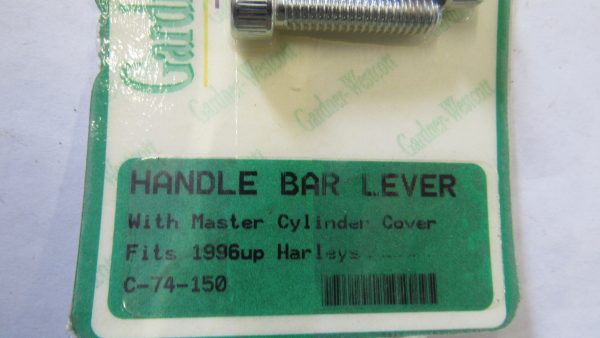 Gardner-Westcott
Gardner-Westcott
HANDLE BAR LEVER
With Master Cylinder Cover
Fits 1996up Harleys
C-74-150